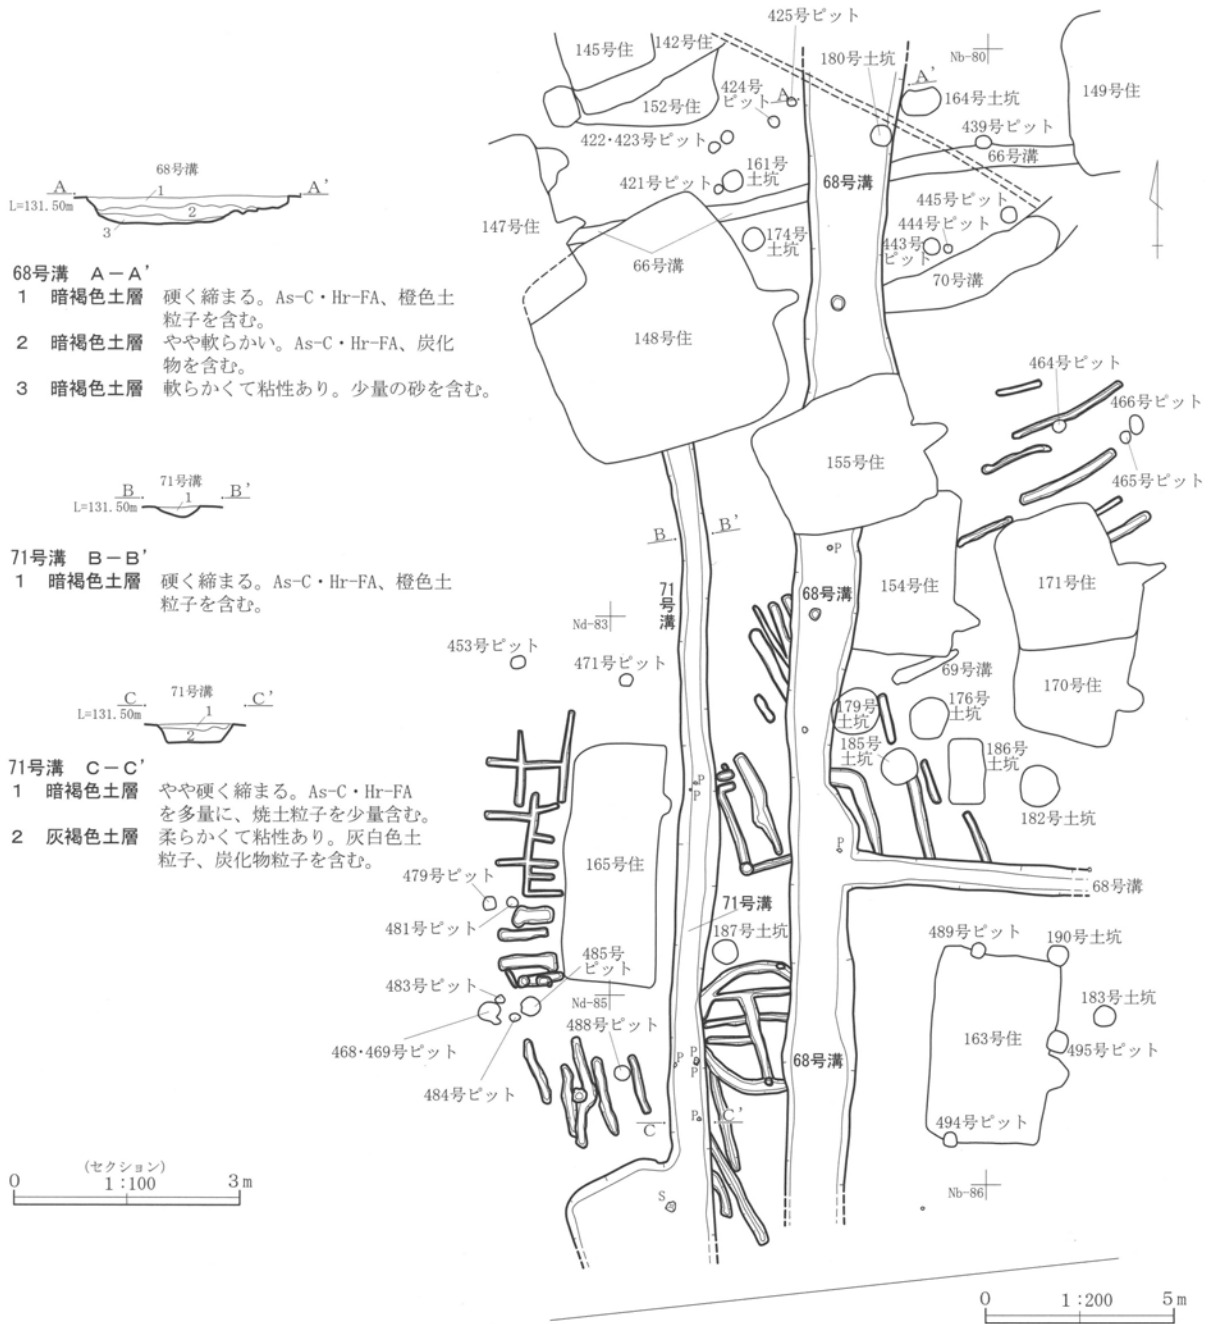 68号溝
A
A'
1
2
3
L=131.50m
68号溝 A－A'
1 暗褐色土層 硬く締まる。As-C・Hr-FA、橙色土
粒子を含む。
2 暗褐色土層 やや軟らかい。As-C・Hr-FA、炭化
物を含む。
3 暗褐色土層 軟らかくて粘性あり。少量の砂を含む。
71号溝
B
B'
1
L=131.50m
71号溝 B－B'
1 暗褐色土層 硬く締まる。As-C・Hr-FA、橙色土
粒子を含む。
71号溝
C
C'
1
2
L=131.50m
71号溝 C－C'
1 暗褐色土層 やや硬く締まる。As-C・Hr-FA
を多量に、焼土粒子を少量含む。
2 灰褐色土層 柔らかくて粘性あり。灰白色土
粒子、炭化物粒子を含む。
(セクション)
0 1:100 3m
425号ピット
145号住
142号住
180号土坑
Nb-80
A'
424号
ピット
A
164号土坑
149号住
152号住
439号ピット
422・423号ピット
66号溝
161号
土坑
421号ピット
68号溝
445号ピット
444号ピット
147号住
174号
土坑
443号
ピット
66号溝
70号溝
148号住
464号ピット
466号ピット
155号住
465号ピット
B
B'
P
154号住
171号住
71号溝
68号溝
Nd-83
453号ピット
471号ピット
69号溝
170号住
179号
土坑
176号
土坑
185号
土坑
186号
土坑
P
P
182号土坑
165号住
P
479号ピット
68号溝
71号溝
481号ピット
187号土坑
489号ピット
190号土坑
485号
ピット
483号ピット
Nd-85
183号土坑
488号ピット
163号住
468・469号ピット
68号溝
495号ピット
P
P
P
484号ピット
C
P
C'
494号ピット
S
Nb-86
0 1:200 5m